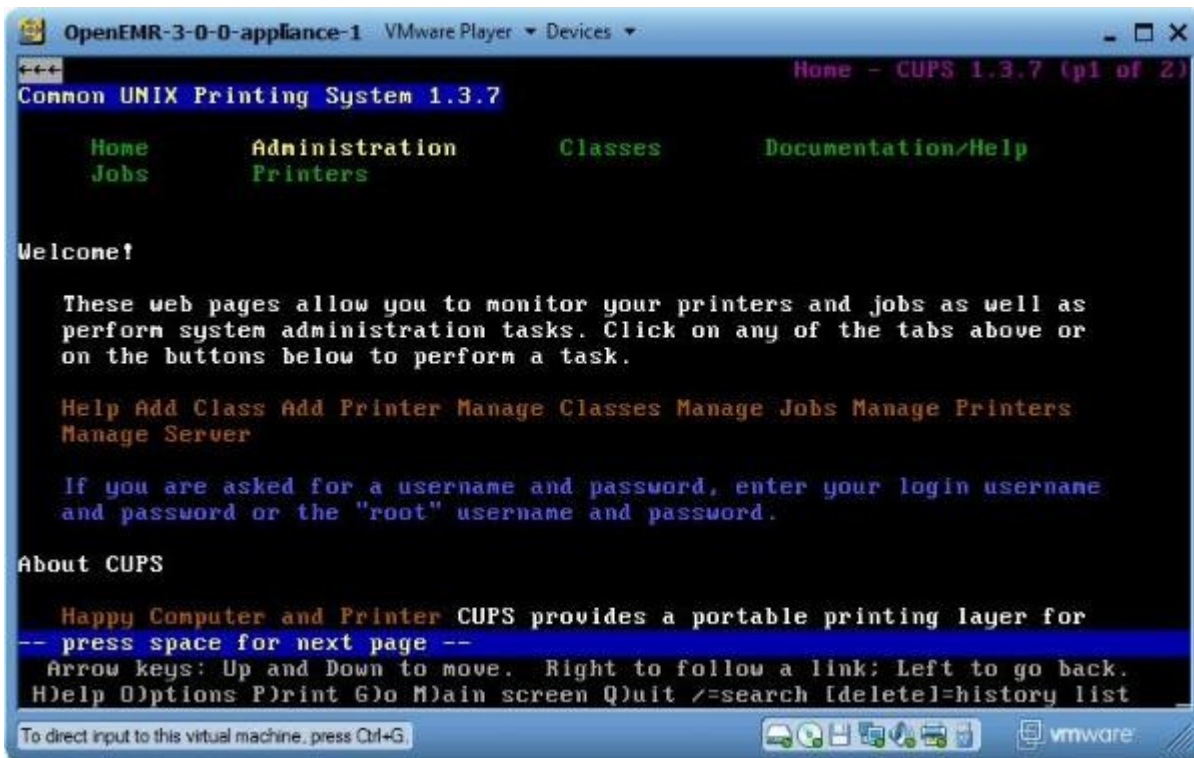 OpenEMR-3-0-0-appliance-1 VMware Player Devices
←←← Home - CUPS 1.3.7 (p1 of 2)
Common UNIX Printing System 1.3.7
Home Administration Classes Documentation/Help
Jobs Printers
Welcome!
These web pages allow you to monitor your printers and jobs as well as
perform system administration tasks. Click on any of the tabs above or
on the buttons below to perform a task.
Help Add Class Add Printer Manage Classes Manage Jobs Manage Printers
Manage Server
If you are asked for a username and password, enter your login username
and password or the "root" username and password.
About CUPS
Happy Computer and Printer CUPS provides a portable printing layer for
-- press space for next page --
Arrow keys: Up and Down to move. Right to follow a link; Left to go back.
H)elp O)ptions P)rint G)o M)ain screen Q)uit /=search [delete]=history list
To direct input to this virtual machine, press Ctrl+G.
vmware